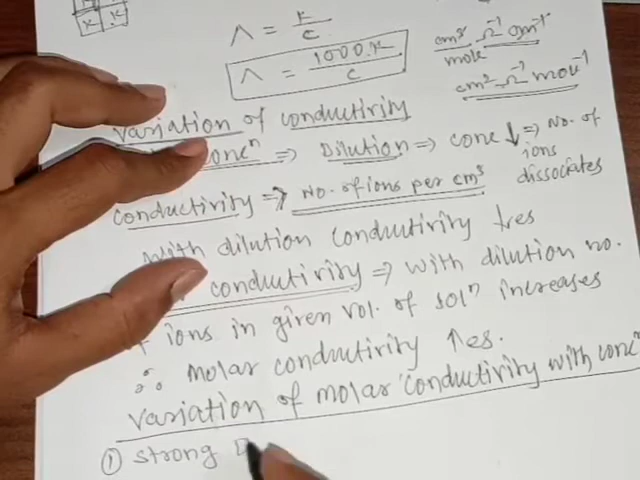 K K
Λ = K/C
Λ = 1000.K/C
cm³/mole . Ω⁻¹ cm⁻¹
cm² Ω⁻¹ mol⁻¹
Variation of conductivity
concⁿ ⇒ Dilution ⇒ conc ↓ ⇒ No. of ions dissociates
conductivity ⇒ No. of ions per cm³
with dilution conductivity ↓es
conductivity ⇒ with dilution no.
ions in given vol. of solⁿ increases
∴ molar conductivity ↑es.
variation of molar conductivity with concⁿ
① strong